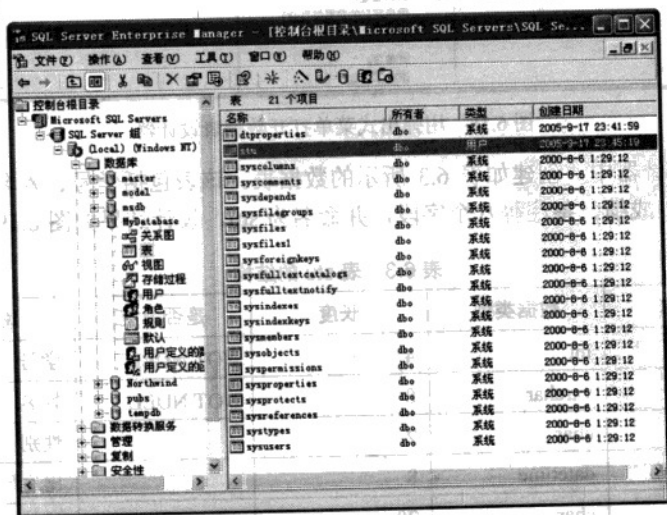 SQL Server Enterprise Manager - [控制台根目录\Microsoft SQL Servers\SQL Se...
文件(F) 操作(A) 查看(V) 工具(T) 窗口(W) 帮助(H)
控制台根目录
Microsoft SQL Servers
SQL Server 组
(local) (Windows NT)
数据库
master
model
msdb
MyDatabase
关系图
表
视图
存储过程
用户
角色
规则
默认
用户定义的
用户定义的
Northwind
pubs
tempdb
数据转换服务
管理
复制
安全性
表 21 个项目
名称 所有者 类型 创建日期
dtproperties dbo 系统 2005-9-17 23:41:59
stu dbo 用户 2005-9-17 23:45:19
syscolumns dbo 系统 2000-8-6 1:29:12
syscomments dbo 系统 2000-8-6 1:29:12
sysdepends dbo 系统 2000-8-6 1:29:12
sysfilegroups dbo 系统 2000-8-6 1:29:12
sysfiles dbo 系统 2000-8-6 1:29:12
sysfiles1 dbo 系统 2000-8-6 1:29:12
sysforeignkeys dbo 系统 2000-8-6 1:29:12
sysfulltextcatalogs dbo 系统 2000-8-6 1:29:12
sysfulltextnotify dbo 系统 2000-8-6 1:29:12
sysindexes dbo 系统 2000-8-6 1:29:12
sysindexkeys dbo 系统 2000-8-6 1:29:12
sysmembers dbo 系统 2000-8-6 1:29:12
sysobjects dbo 系统 2000-8-6 1:29:12
syspermissions dbo 系统 2000-8-6 1:29:12
sysproperties dbo 系统 2000-8-6 1:29:12
sysprotects dbo 系统 2000-8-6 1:29:12
sysreferences dbo 系统 2000-8-6 1:29:12
systypes dbo 系统 2000-8-6 1:29:12
sysusers dbo 系统 2000-8-6 1:29:12